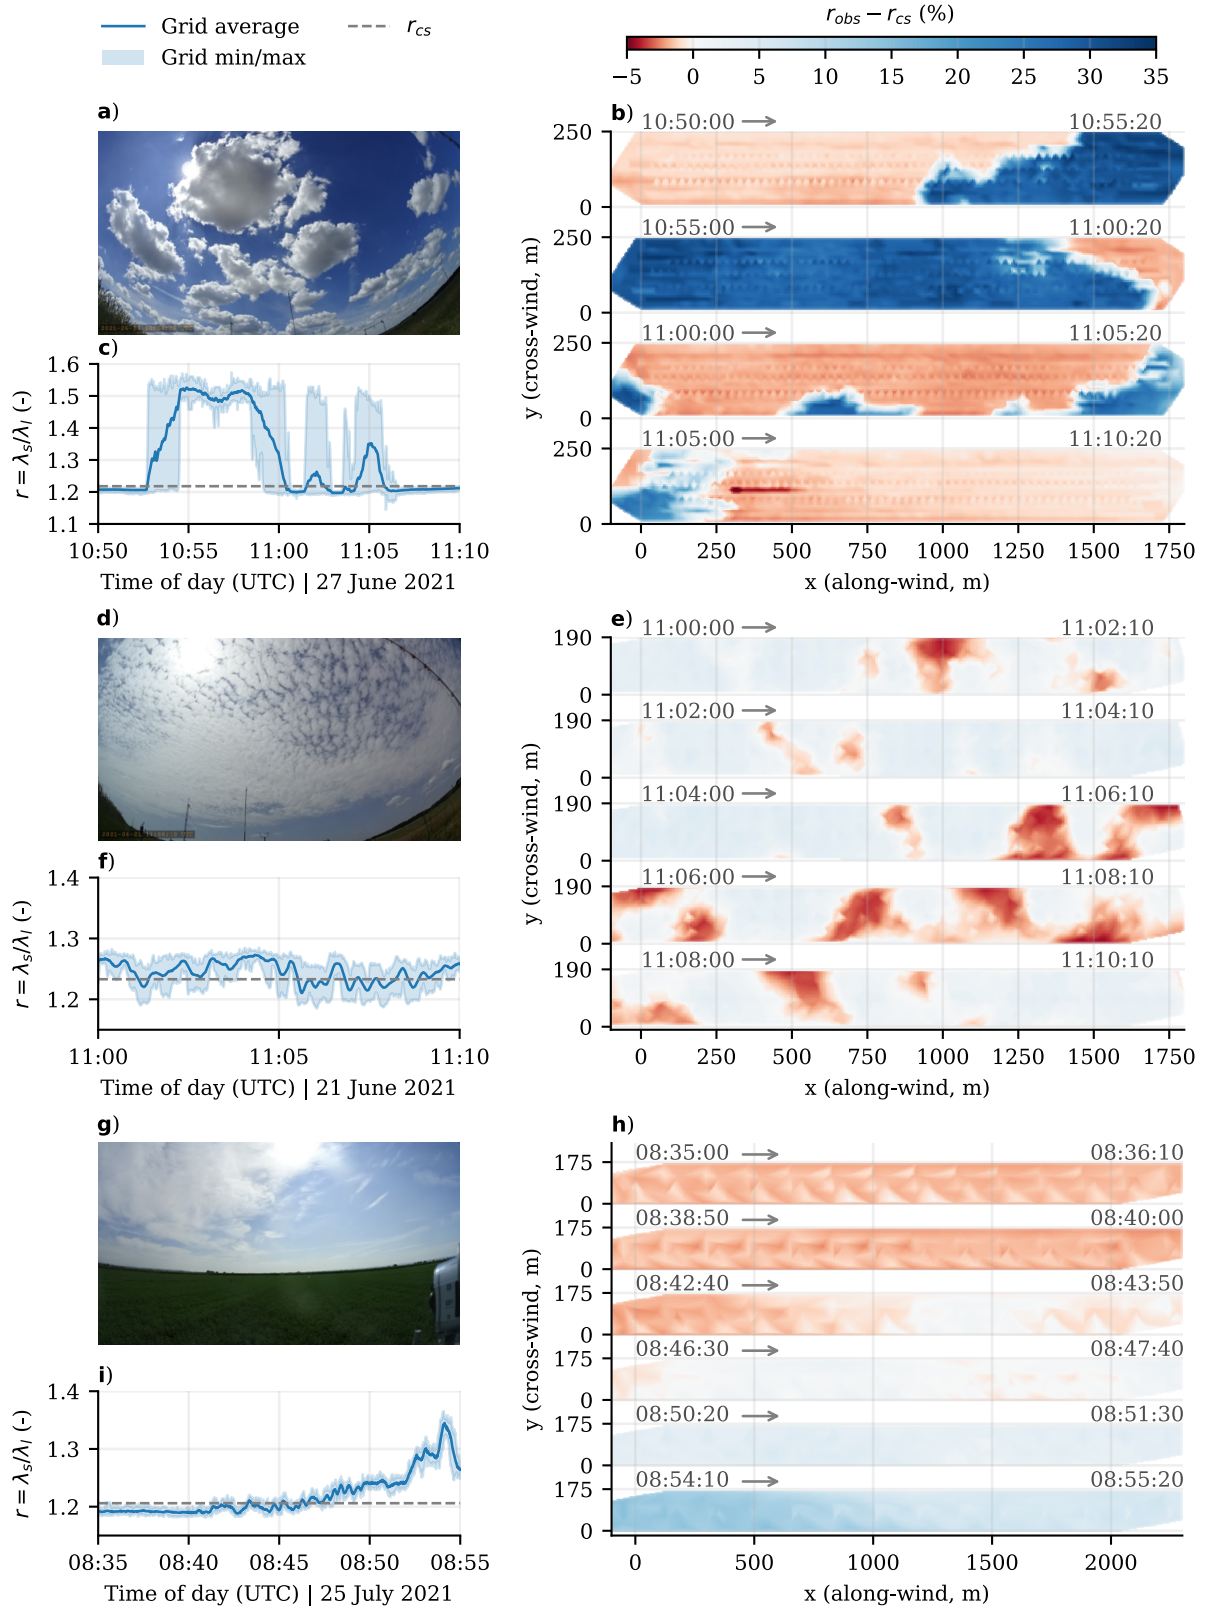 Grid average
r_cs
Grid min/max
r_obs − r_cs (%)
−5 0 5 10 15 20 25 30 35
a)
b)
10:50:00 10:55:20
250
0
10:55:00 11:00:20
250
0
11:00:00 11:05:20
250
0
11:05:00 11:10:20
250
0
y (cross-wind, m)
0 250 500 750 1000 1250 1500 1750
x (along-wind, m)
c)
1.6
1.5
1.4
1.3
1.2
1.1
r = λ_s/λ_l (-)
10:50 10:55 11:00 11:05 11:10
Time of day (UTC) | 27 June 2021
d)
e)
11:00:00 11:02:10
190
0
11:02:00 11:04:10
190
0
11:04:00 11:06:10
190
0
11:06:00 11:08:10
190
0
11:08:00 11:10:10
190
0
y (cross-wind, m)
0 250 500 750 1000 1250 1500 1750
x (along-wind, m)
f)
1.4
1.3
1.2
r = λ_s/λ_l (-)
11:00 11:05 11:10
Time of day (UTC) | 21 June 2021
g)
h)
08:35:00 08:36:10
175
0
08:38:50 08:40:00
175
0
08:42:40 08:43:50
175
0
08:46:30 08:47:40
175
0
08:50:20 08:51:30
175
0
08:54:10 08:55:20
175
0
y (cross-wind, m)
0 500 1000 1500 2000
x (along-wind, m)
i)
1.4
1.3
1.2
r = λ_s/λ_l (-)
08:35 08:40 08:45 08:50 08:55
Time of day (UTC) | 25 July 2021